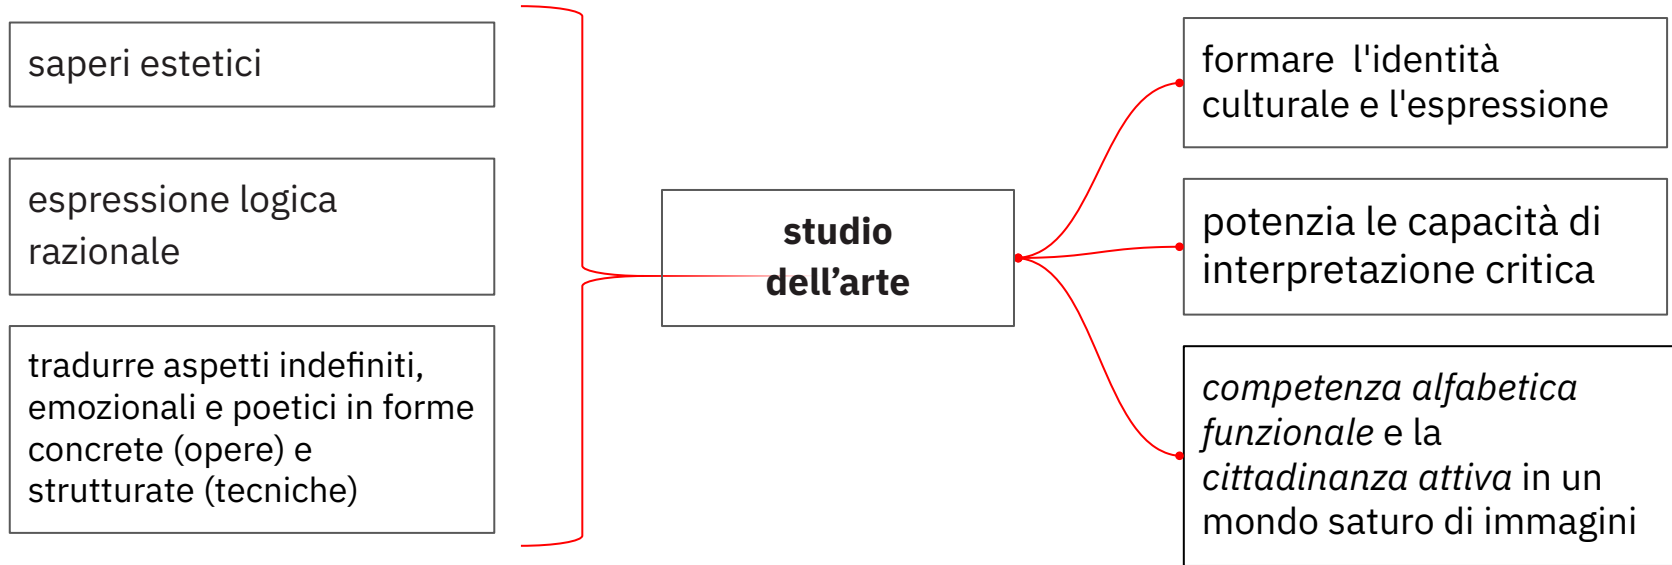 saperi estetici
espressione logica
razionale
tradurre aspetti indefiniti,
emozionali e poetici in forme
concrete (opere) e
strutturate (tecniche)
studio
dell’arte
formare  l'identità
culturale e l'espressione
potenzia le capacità di
interpretazione critica
competenza alfabetica
funzionale e la
cittadinanza attiva in un
mondo saturo di immagini